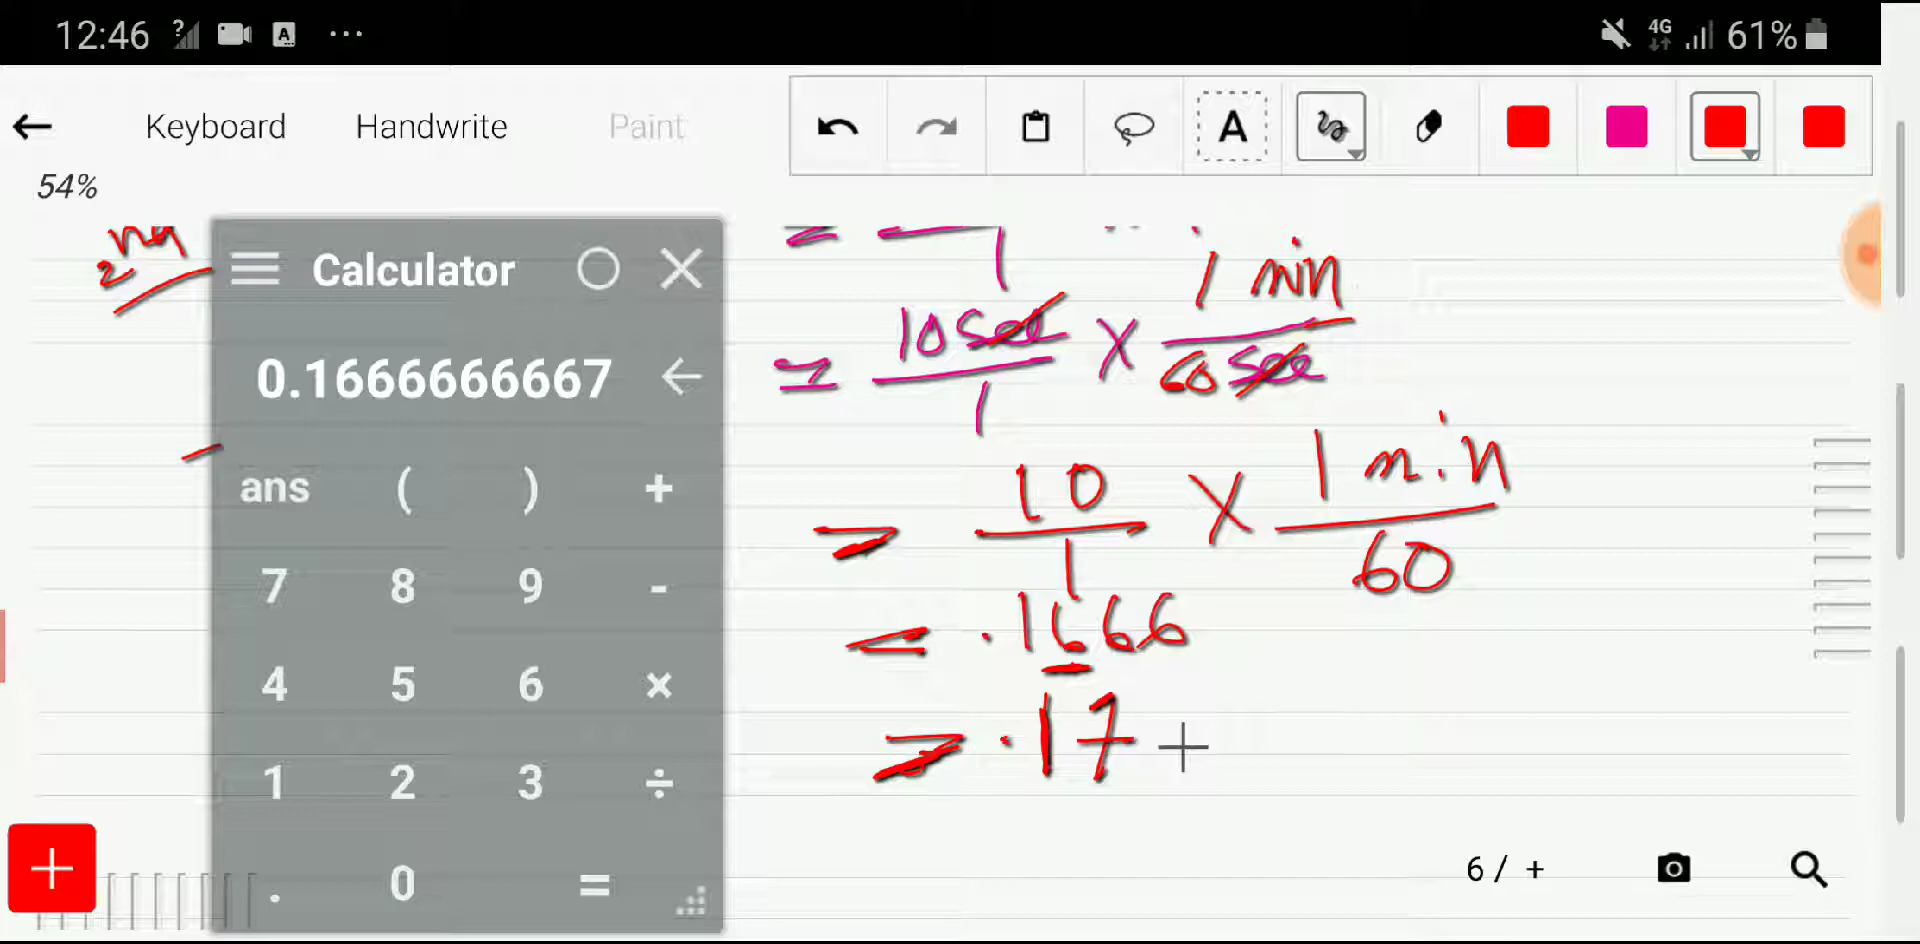 12:46 ? A ... 4G 61%
Keyboard Handwrite Paint A
54%
2nd
Calculator
0.1666666667
ans ( ) +
7 8 9 -
4 5 6 ×
1 2 3 ÷
. 0 =
1
= 10 sec / 1 × 1 min / 60 sec
= 10 / 1 × 1 min / 60
= .1666
= .17
+
6 / +